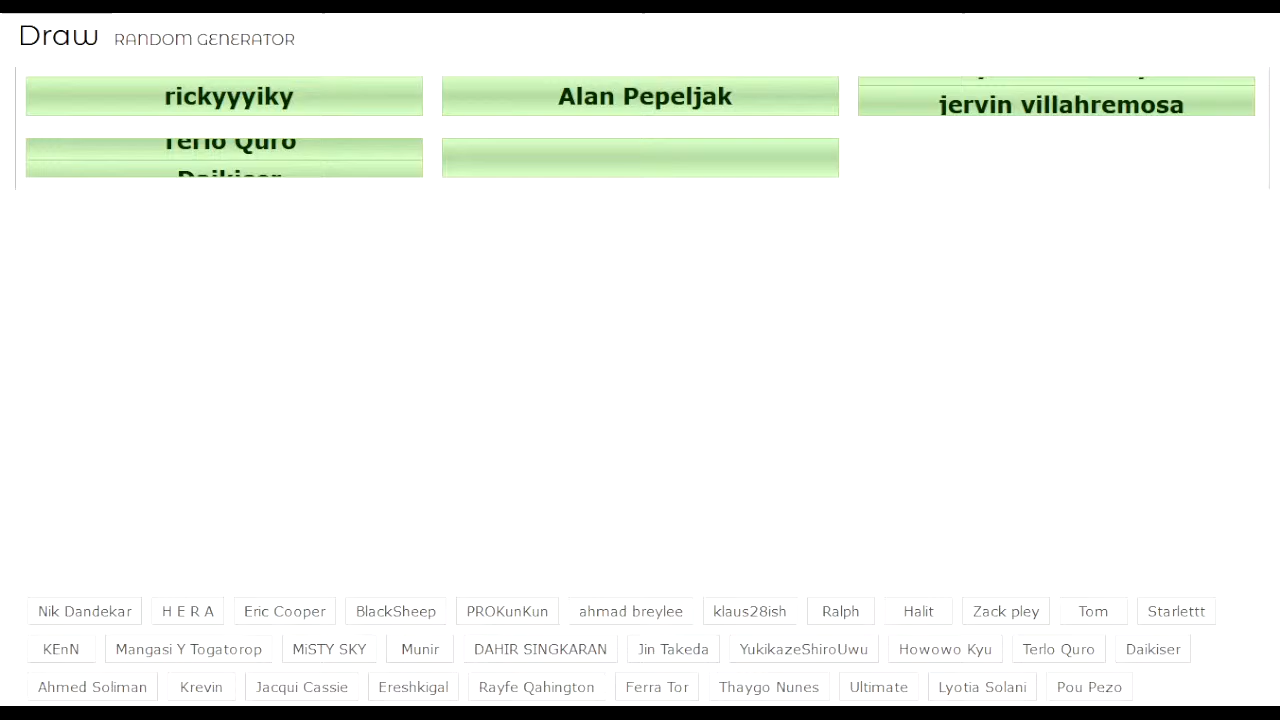 Draw RANDOM GENERATOR
rickyyyiky Alan Pepeljak jervin villahremosa
Terlo Quro
Daikiser
Nik Dandekar H E R A Eric Cooper BlackSheep PROKunKun ahmad breylee klaus28ish Ralph Halit Zack pley Tom Starlettt
KEnN Mangasi Y Togatorop MiSTY SKY Munir DAHIR SINGKARAN Jin Takeda YukikazeShiroUwu Howowo Kyu Terlo Quro Daikiser
Ahmed Soliman Krevin Jacqui Cassie Ereshkigal Rayfe Qahington Ferra Tor Thaygo Nunes Ultimate Lyotia Solani Pou Pezo